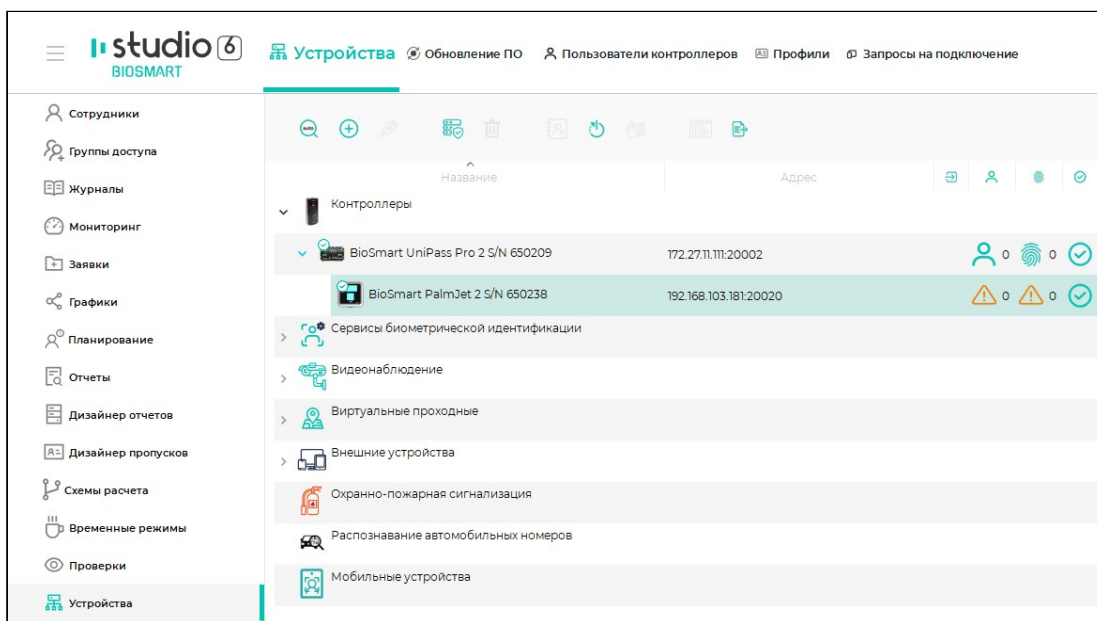 studio 6
BIOSMART
Устройства
Обновление ПО
Пользователи контроллеров
Профили
Запросы на подключение
Сотрудники
Группы доступа
Журналы
Мониторинг
Заявки
Графики
Планирование
Отчеты
Дизайнер отчетов
Дизайнер пропусков
Схемы расчета
Временные режимы
Проверки
Устройства
auto
Название Адрес
Контроллеры
BioSmart UniPass Pro 2 S/N 650209 172.27.11.111:20002 0 0
BioSmart PalmJet 2 S/N 650238 192.168.103.181:20020 0 0
Сервисы биометрической идентификации
Видеонаблюдение
Виртуальные проходные
Внешние устройства
Охранно-пожарная сигнализация
Распознавание автомобильных номеров
Мобильные устройства